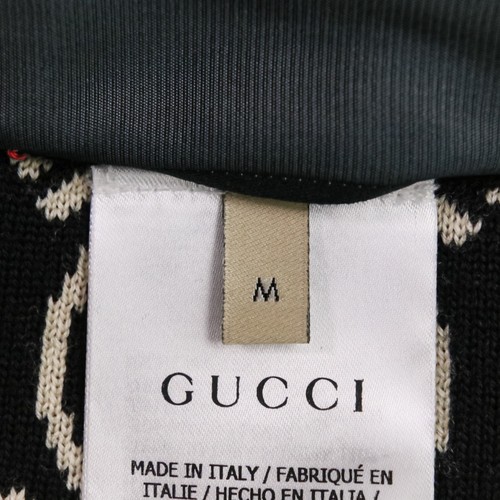 M
GUCCI
MADE IN ITALY / FABRIQUÉ EN
ITALIE / HECHO EN ITALIA